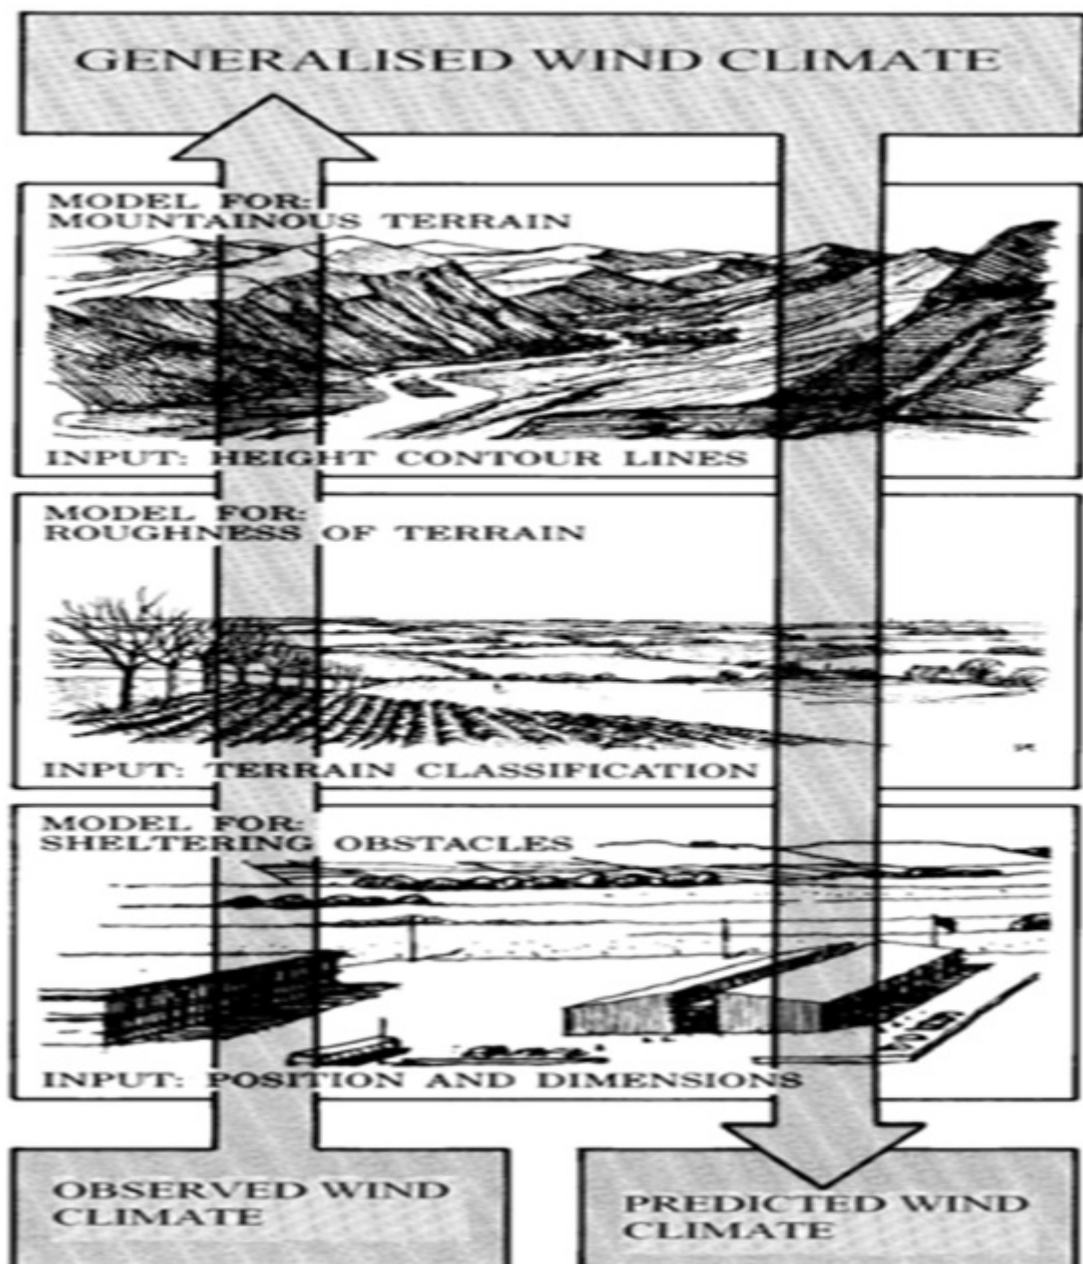 GENERALISED WIND CLIMATE
MODEL FOR:
MOUNTAINOUS TERRAIN
INPUT: HEIGHT CONTOUR LINES
MODEL FOR:
ROUGHNESS OF TERRAIN
INPUT: TERRAIN CLASSIFICATION
MODEL FOR:
SHELTERING OBSTACLES
INPUT: POSITION AND DIMENSIONS
OBSERVED WIND
CLIMATE
PREDICTED WIND
CLIMATE